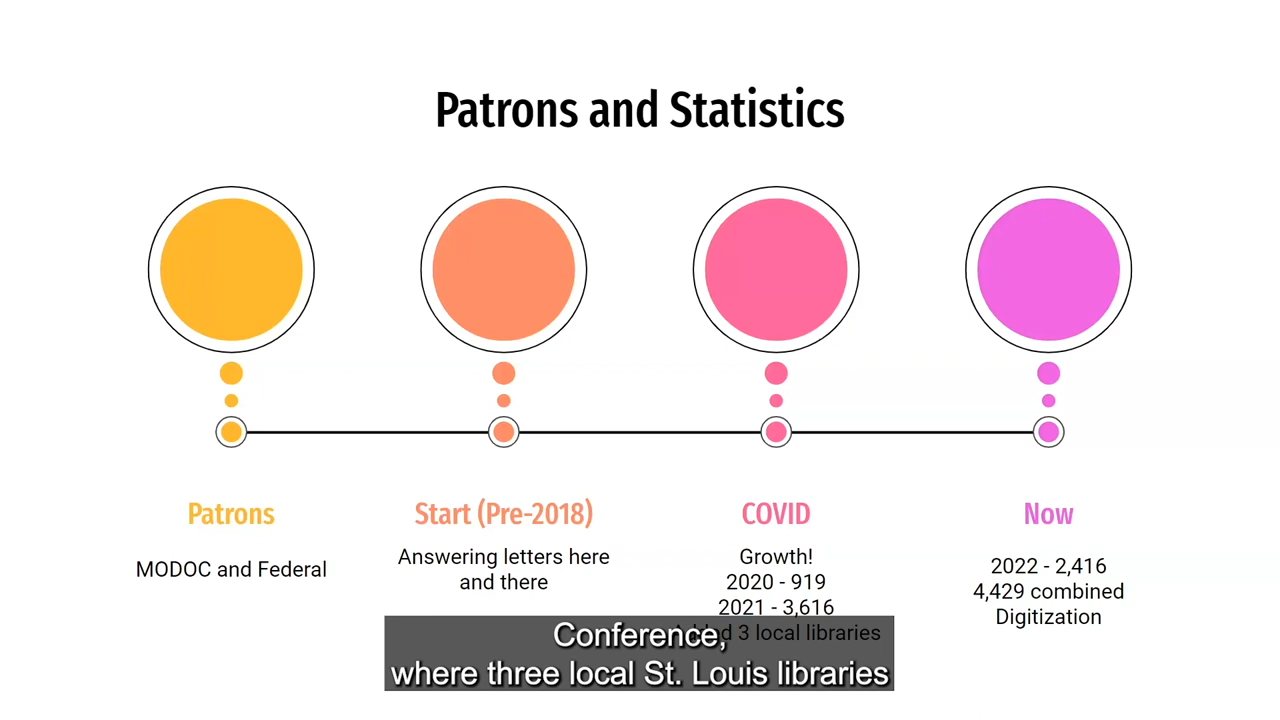 Patrons and Statistics
Patrons
MODOC and Federal
Start (Pre-2018)
Answering letters here
and there
COVID
Growth!
2020 - 919
2021 - 3,616
3 local libraries
Now
2022 - 2,416
4,429 combined
Digitization
Conference,
where three local St. Louis libraries